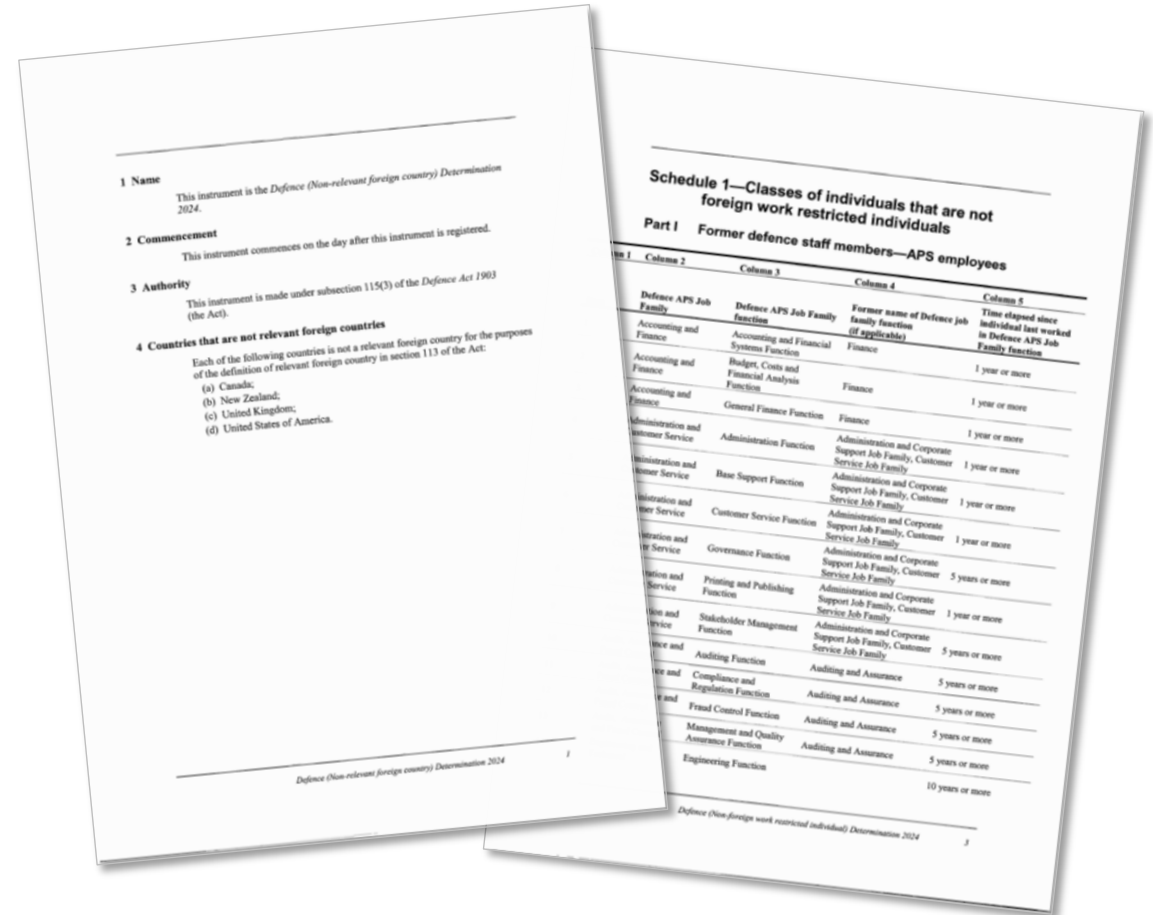 1 Name
This instrument is the Defence (Non-relevant foreign country) Determination
2024.
2 Commencement
This instrument commences on the day after this instrument is registered.
3 Authority
This instrument is made under subsection 115(3) of the Defence Act 1903
(the Act).
4 Countries that are not relevant foreign countries
Each of the following countries is not a relevant foreign country for the purposes
of the definition of relevant foreign country in section 113 of the Act:
(a) Canada;
(b) New Zealand;
(c) United Kingdom;
(d) United States of America.
Defence (Non-relevant foreign country) Determination 2024
1
Schedule 1—Classes of individuals that are not
foreign work restricted individuals
Part I Former defence staff members—APS employees
Column 2 Column 3 Column 4 Column 5
Defence APS Job
Family
Defence APS Job Family
function
Former name of Defence job
family function
(if applicable)
Time elapsed since
individual last worked
in Defence APS Job
Family function
Accounting and
Finance
Accounting and Financial
Systems Function
Finance
1 year or more
Accounting and
Finance
Budget, Costs and
Financial Analysis
Function
Finance
1 year or more
Accounting and
Finance
General Finance Function
Finance
1 year or more
and
Service
Administration Function
Administration and Corporate
Support Job Family, Customer
Service Job Family
1 year or more
and
Service
Base Support Function
Administration and Corporate
Support Job Family, Customer
Service Job Family
1 year or more
and
Service
Customer Service Function
Administration and Corporate
Support Job Family, Customer
Service Job Family
1 year or more
and
Service
Governance Function
Administration and Corporate
Support Job Family, Customer
Service Job Family
5 years or more
and
Service
Printing and Publishing
Function
Administration and Corporate
Support Job Family, Customer
Service Job Family
1 year or more
and
Stakeholder Management
Function
Administration and Corporate
Support Job Family, Customer
Service Job Family
5 years or more
and
Auditing Function
Auditing and Assurance
5 years or more
and
Compliance and
Regulation Function
Auditing and Assurance
5 years or more
and
Fraud Control Function
Auditing and Assurance
5 years or more
Management and Quality
Assurance Function
Auditing and Assurance
5 years or more
Engineering Function
10 years or more
Defence (Non-foreign work restricted individual) Determination 2024
3